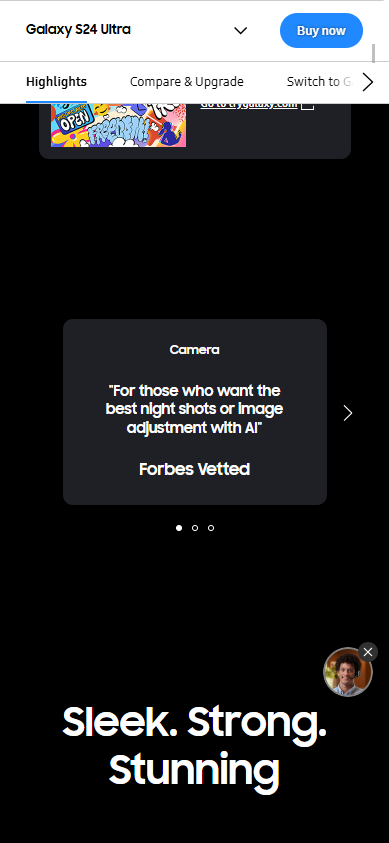 Galaxy S24 Ultra
Buy now
Highlights
Compare & Upgrade
Switch to G
Go to trygalaxy.com
OPEN
FREEDOM!
Camera
"For those who want the
best night shots or image
adjustment with AI"
Forbes Vetted
Sleek. Strong.
Stunning